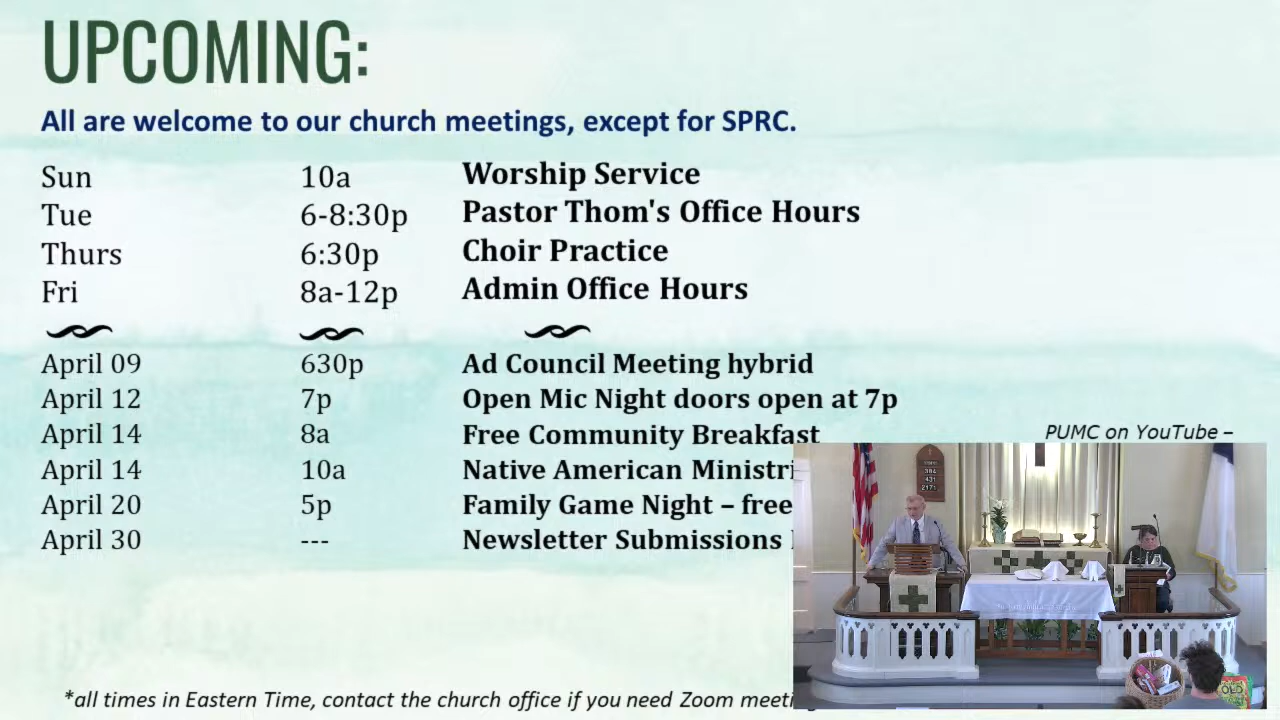 UPCOMING:
All are welcome to our church meetings, except for SPRC.
Sun 10a Worship Service
Tue 6-8:30p Pastor Thom's Office Hours
Thurs 6:30p Choir Practice
Fri 8a-12p Admin Office Hours
April 09 630p Ad Council Meeting hybrid
April 12 7p Open Mic Night doors open at 7p
April 14 8a Free Community Breakfast
April 14 10a Native American
April 20 5p Family Game Night – free
April 30 --- Newsletter Submissions
PUMC on YouTube –
394
431
OLD
*all times in Eastern Time, contact the church office if you need Zoom